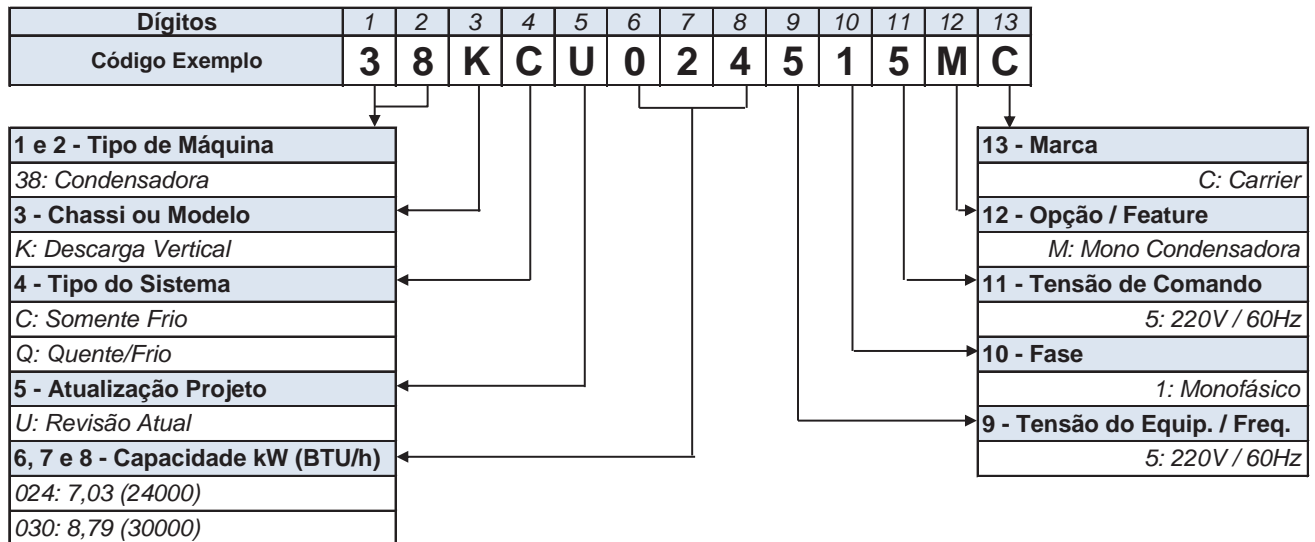 Dígitos 1 2 3 4 5 6 7 8 9 10 11 12 13
Código Exemplo 3 8 K C U 0 2 4 5 1 5 M C
1 e 2 - Tipo de Máquina
38: Condensadora
3 - Chassi ou Modelo
K: Descarga Vertical
4 - Tipo do Sistema
C: Somente Frio
Q: Quente/Frio
5 - Atualização Projeto
U: Revisão Atual
6, 7 e 8 - Capacidade kW (BTU/h)
024: 7,03 (24000)
030: 8,79 (30000)
13 - Marca
C: Carrier
12 - Opção / Feature
M: Mono Condensadora
11 - Tensão de Comando
5: 220V / 60Hz
10 - Fase
1: Monofásico
9 - Tensão do Equip. / Freq.
5: 220V / 60Hz